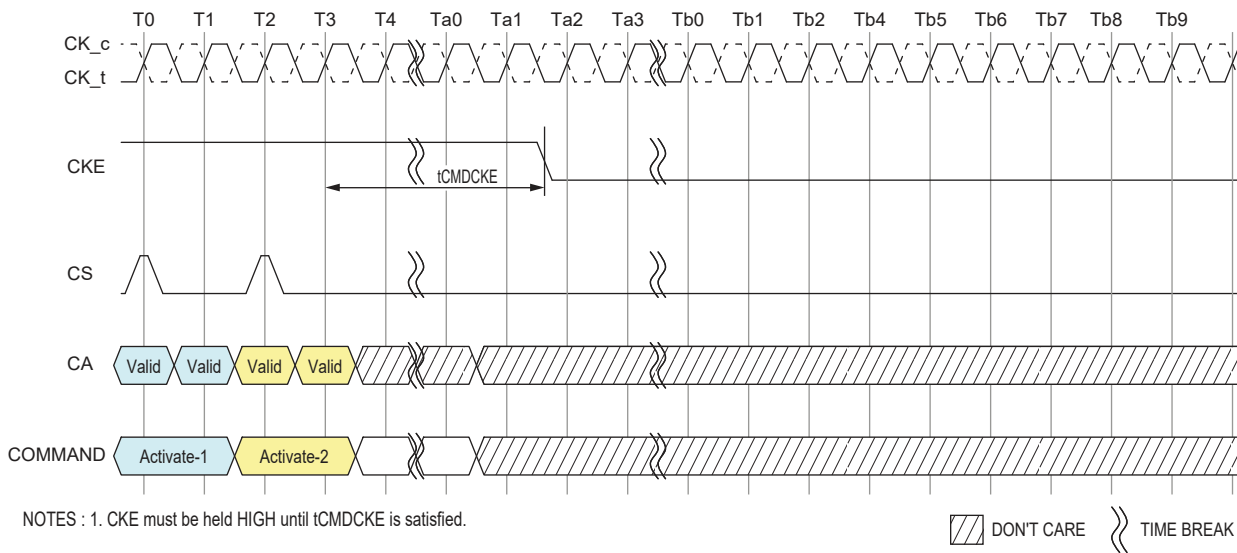 T0 T1 T2 T3 T4 Ta0 Ta1 Ta2 Ta3 Tb0 Tb1 Tb2 Tb4 Tb5 Tb6 Tb7 Tb8 Tb9
CK_c
CK_t
CKE
tCMDCKE
CS
CA Valid Valid Valid Valid
COMMAND Activate-1 Activate-2
NOTES : 1. CKE must be held HIGH until tCMDCKE is satisfied.
DON'T CARE TIME BREAK